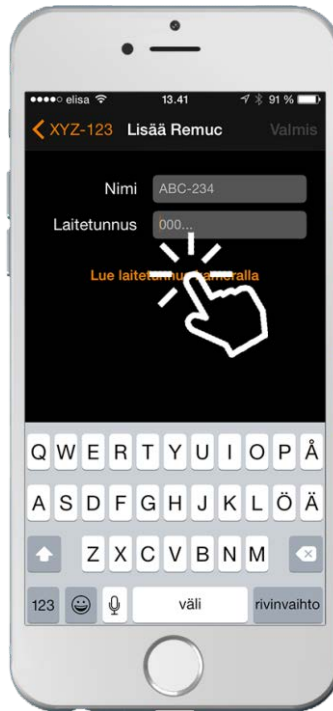 elisa 13.41 91 %
XYZ-123 Lisää Remuc Valmis
Nimi ABC-234
Laitetunnus 000...
Lue laitetunnus kameralla
Q W E R T Y U I O P Å
A S D F G H J K L Ö Ä
Z X C V B N M
123 väli rivinvaihto